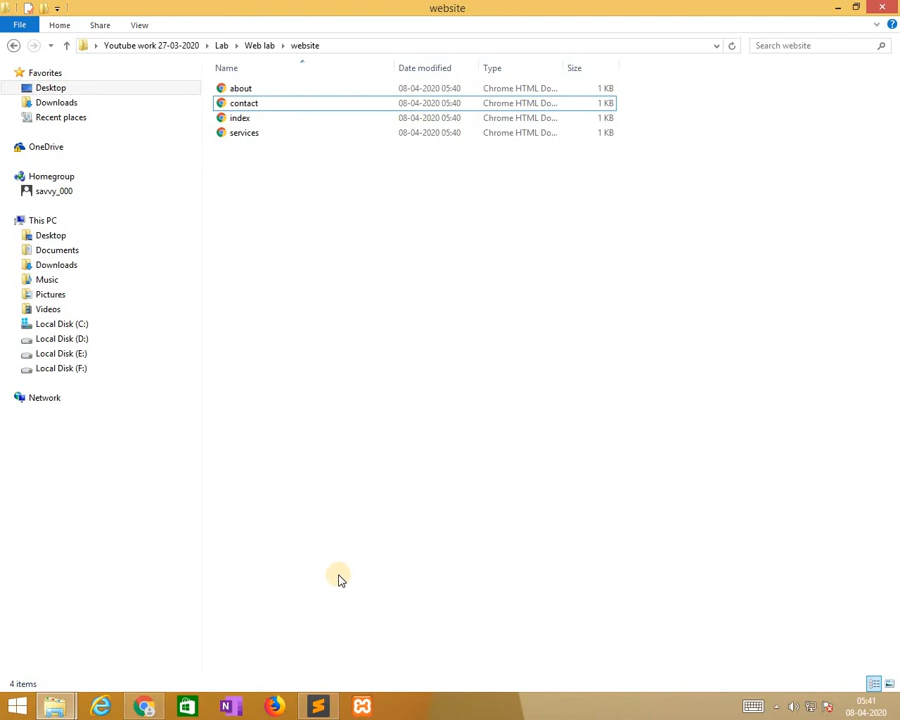 website
File Home Share View
Youtube work 27-03-2020 Lab Web lab website Search website
Name Date modified Type Size
Favorites
Desktop
Downloads
Recent places
OneDrive
Homegroup
savvy_000
This PC
Desktop
Documents
Downloads
Music
Pictures
Videos
Local Disk (C:)
Local Disk (D:)
Local Disk (E:)
Local Disk (F:)
Network
about 08-04-2020 05:40 Chrome HTML Do... 1 KB
contact 08-04-2020 05:40 Chrome HTML Do... 1 KB
index 08-04-2020 05:40 Chrome HTML Do... 1 KB
services 08-04-2020 05:40 Chrome HTML Do... 1 KB
4 items
05:41
08-04-2020